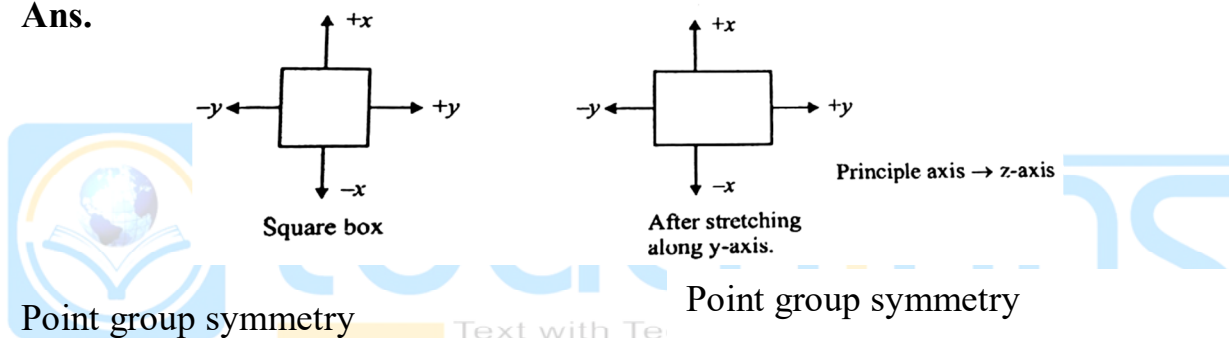 Ans.
+x
+x
−y
+y
−y
+y
−x
−x
Principle axis → z-axis
Square box
After stretching
along y-axis.
Point group symmetry
Point group symmetry
Text with Te